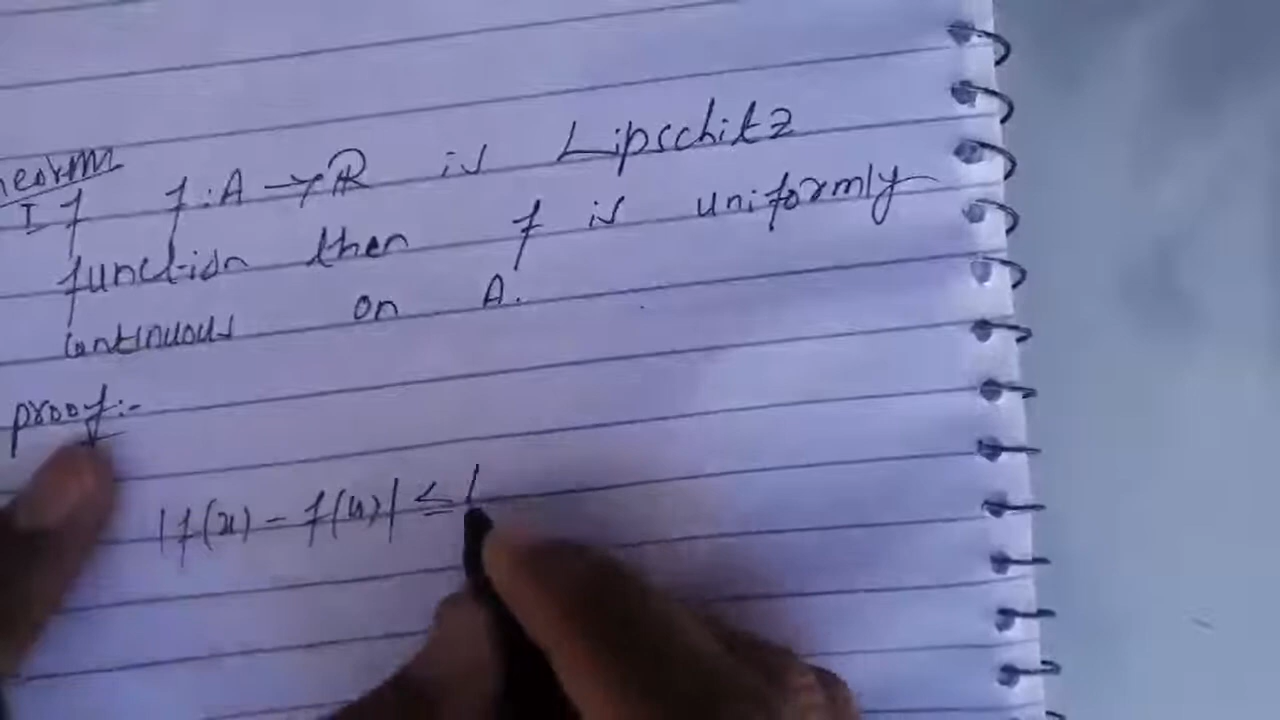 Theorem
If f : A → ℝ is Lipschitz
function then f is uniformly
continuous on A.
proof:-
|f(x) - f(u)| ≤